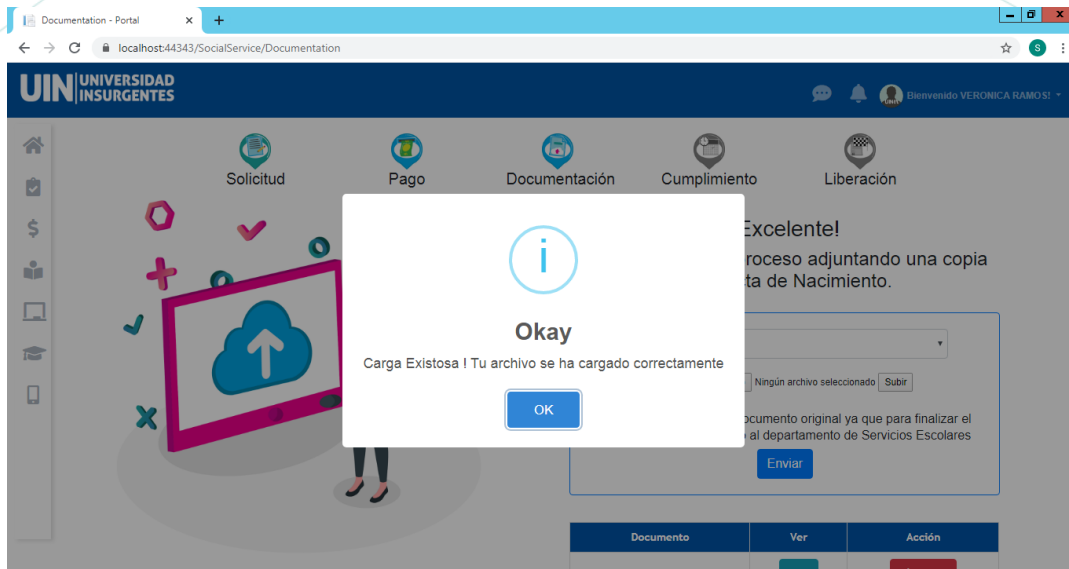 Documentation - Portal
localhost:44343/SocialService/Documentation
S
UIN UNIVERSIDAD
INSURGENTES
Bienvenido VERONICA RAMOS!
Solicitud Pago Documentación Cumplimiento Liberación
Excelente!
roceso adjuntando una copia
ta de Nacimiento.
i
Okay
Carga Existosa ! Tu archivo se ha cargado correctamente
OK
Ningún archivo seleccionado Subir
ocumento original ya que para finalizar el
al departamento de Servicios Escolares
Enviar
Documento Ver Acción